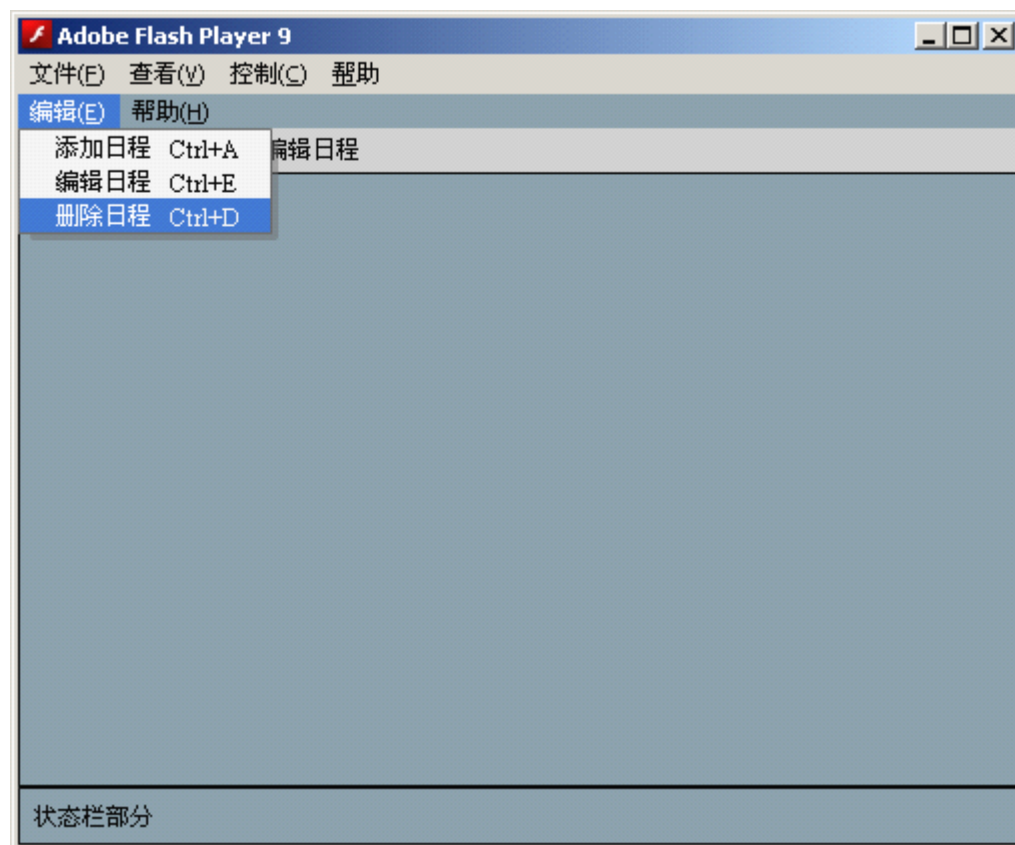 Adobe Flash Player 9
文件(F) 查看(V) 控制(C) 帮助
编辑(E) 帮助(H)
添加日程 Ctrl+A
编辑日程
编辑日程 Ctrl+E
删除日程 Ctrl+D
状态栏部分